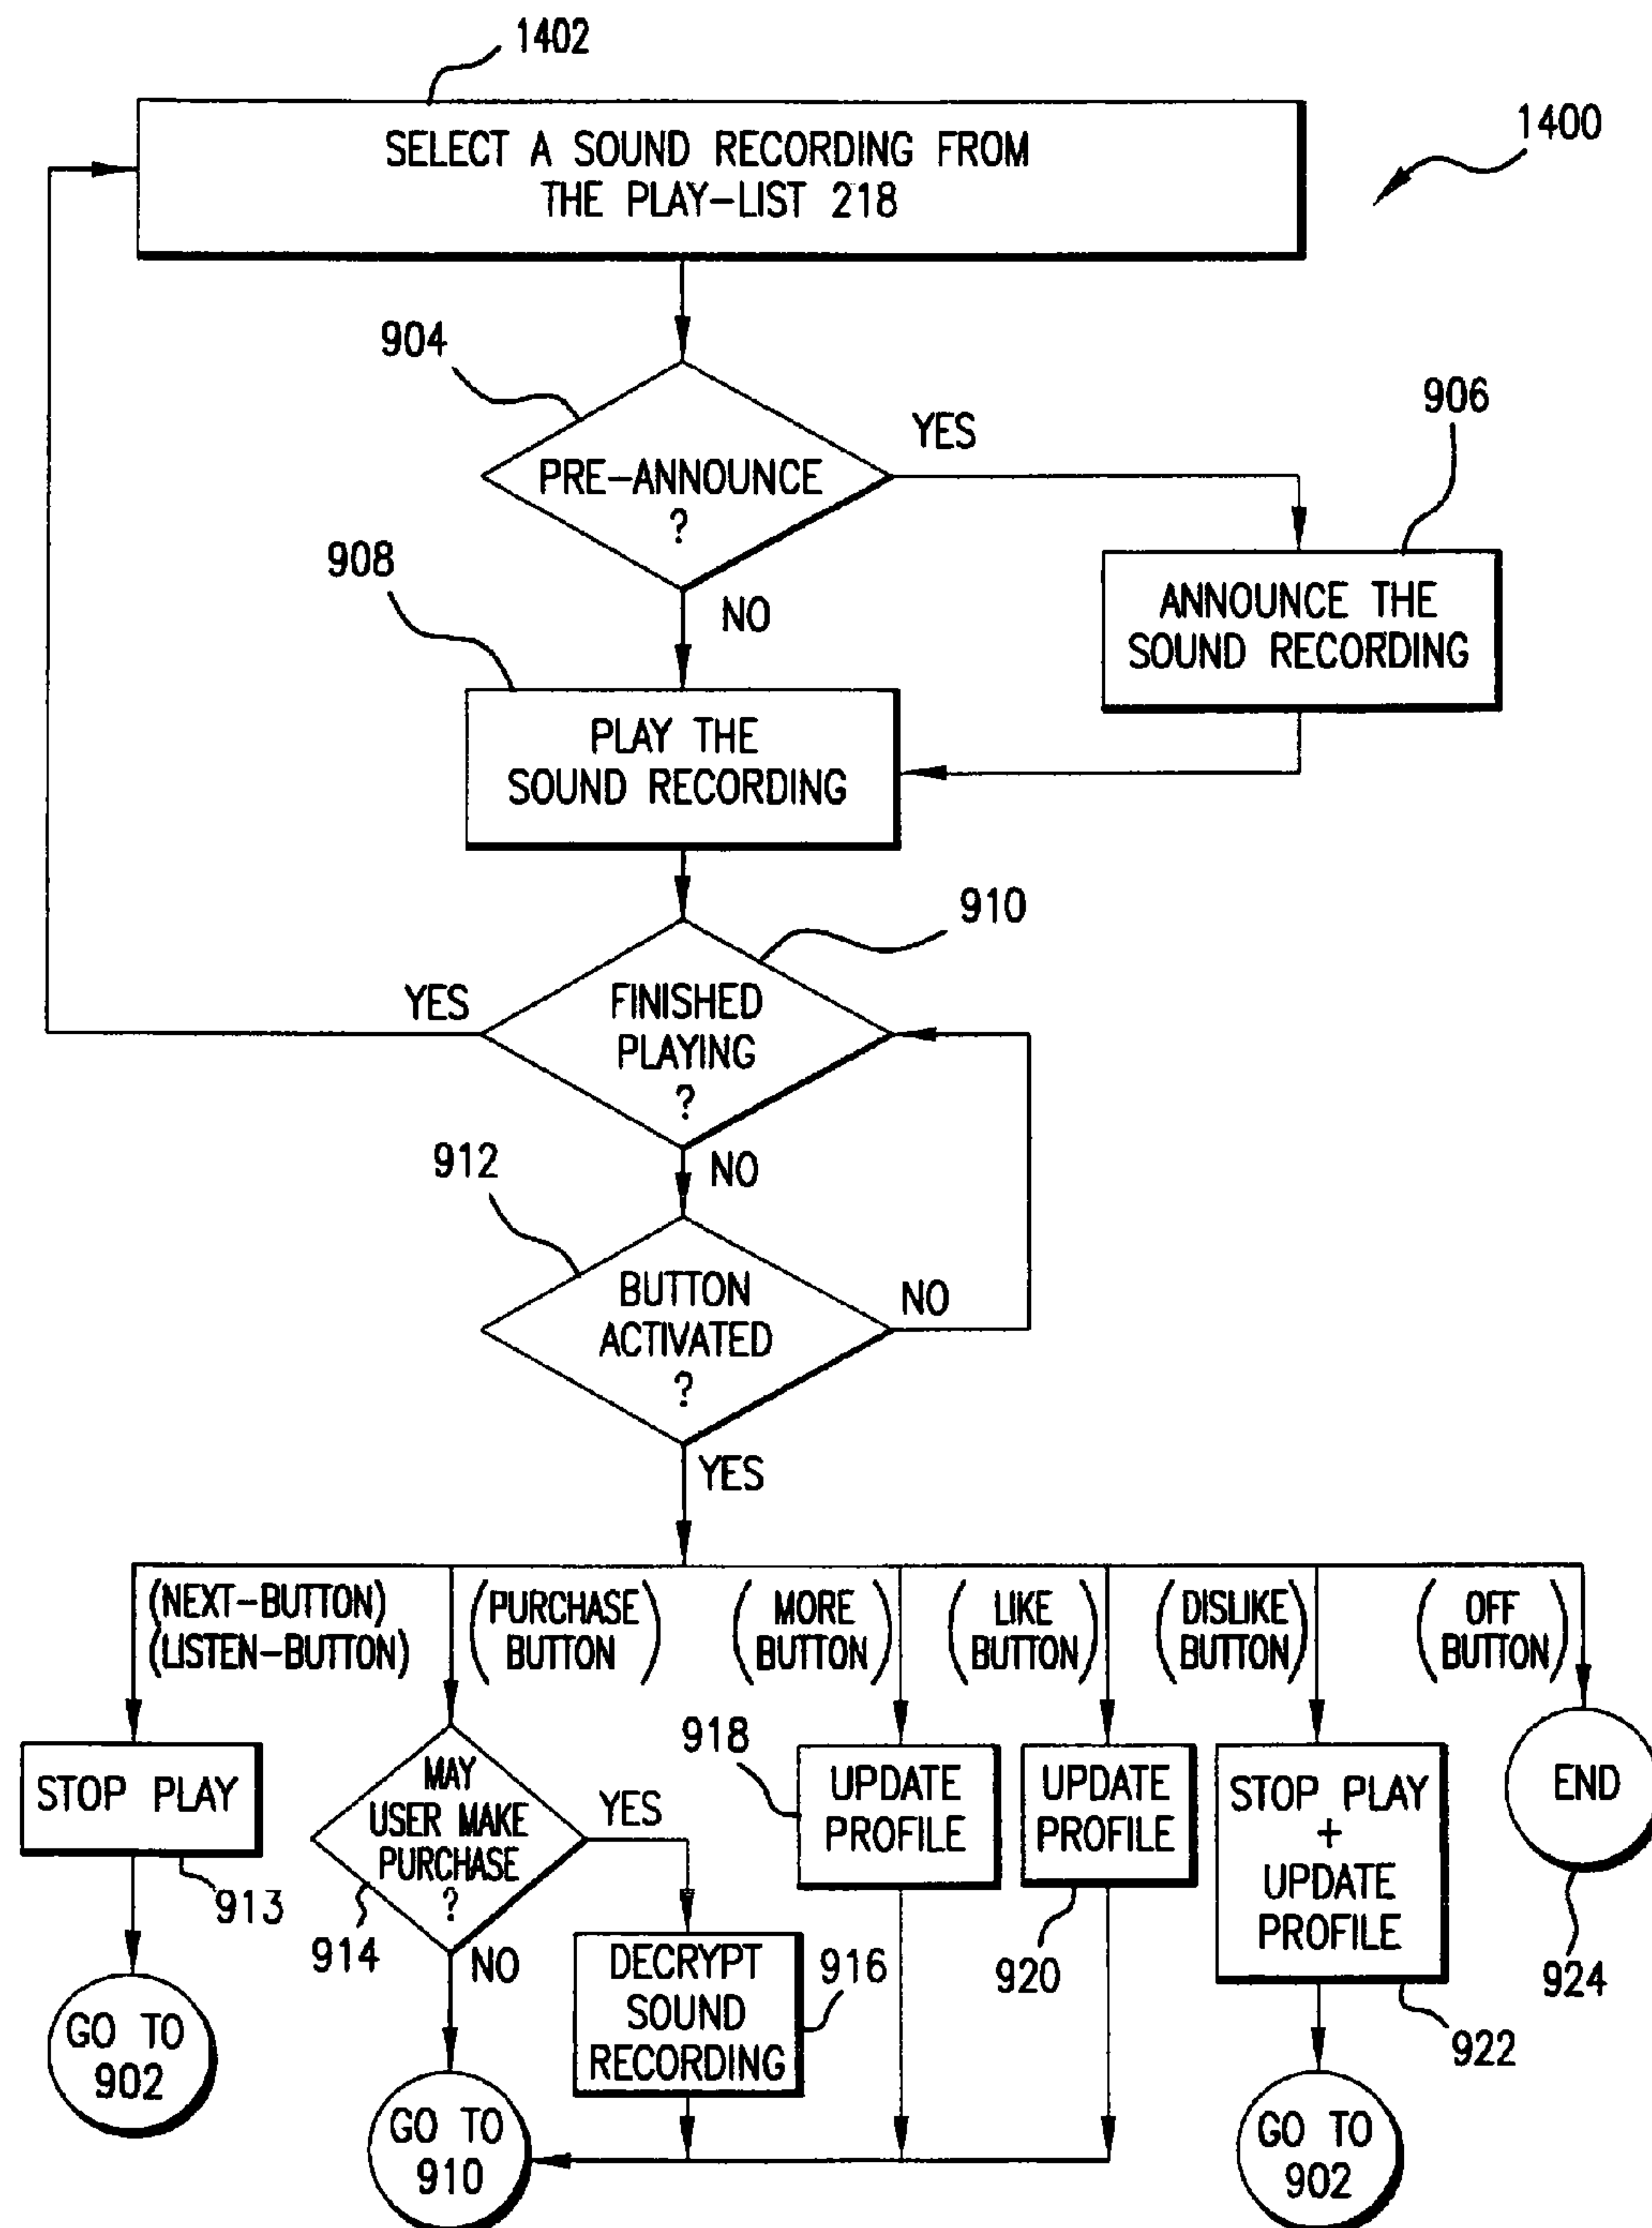 1402
SELECT A SOUND RECORDING FROM
THE PLAY-LIST 218
1400
904
PRE-ANNOUNCE
?
YES
906
ANNOUNCE THE
SOUND RECORDING
NO
908
PLAY THE
SOUND RECORDING
910
YES
FINISHED
PLAYING
?
NO
912
BUTTON
ACTIVATED
?
NO
YES
(NEXT-BUTTON)
(LISTEN-BUTTON)
(PURCHASE
BUTTON)
(MORE
BUTTON)
(LIKE
BUTTON)
(DISLIKE
BUTTON)
(OFF
BUTTON)
STOP PLAY
913
GO TO
902
MAY
USER MAKE
PURCHASE
?
914
YES
NO
DECRYPT
SOUND
RECORDING
916
GO TO
910
918
UPDATE
PROFILE
UPDATE
PROFILE
920
STOP PLAY
+
UPDATE
PROFILE
922
GO TO
902
END
924